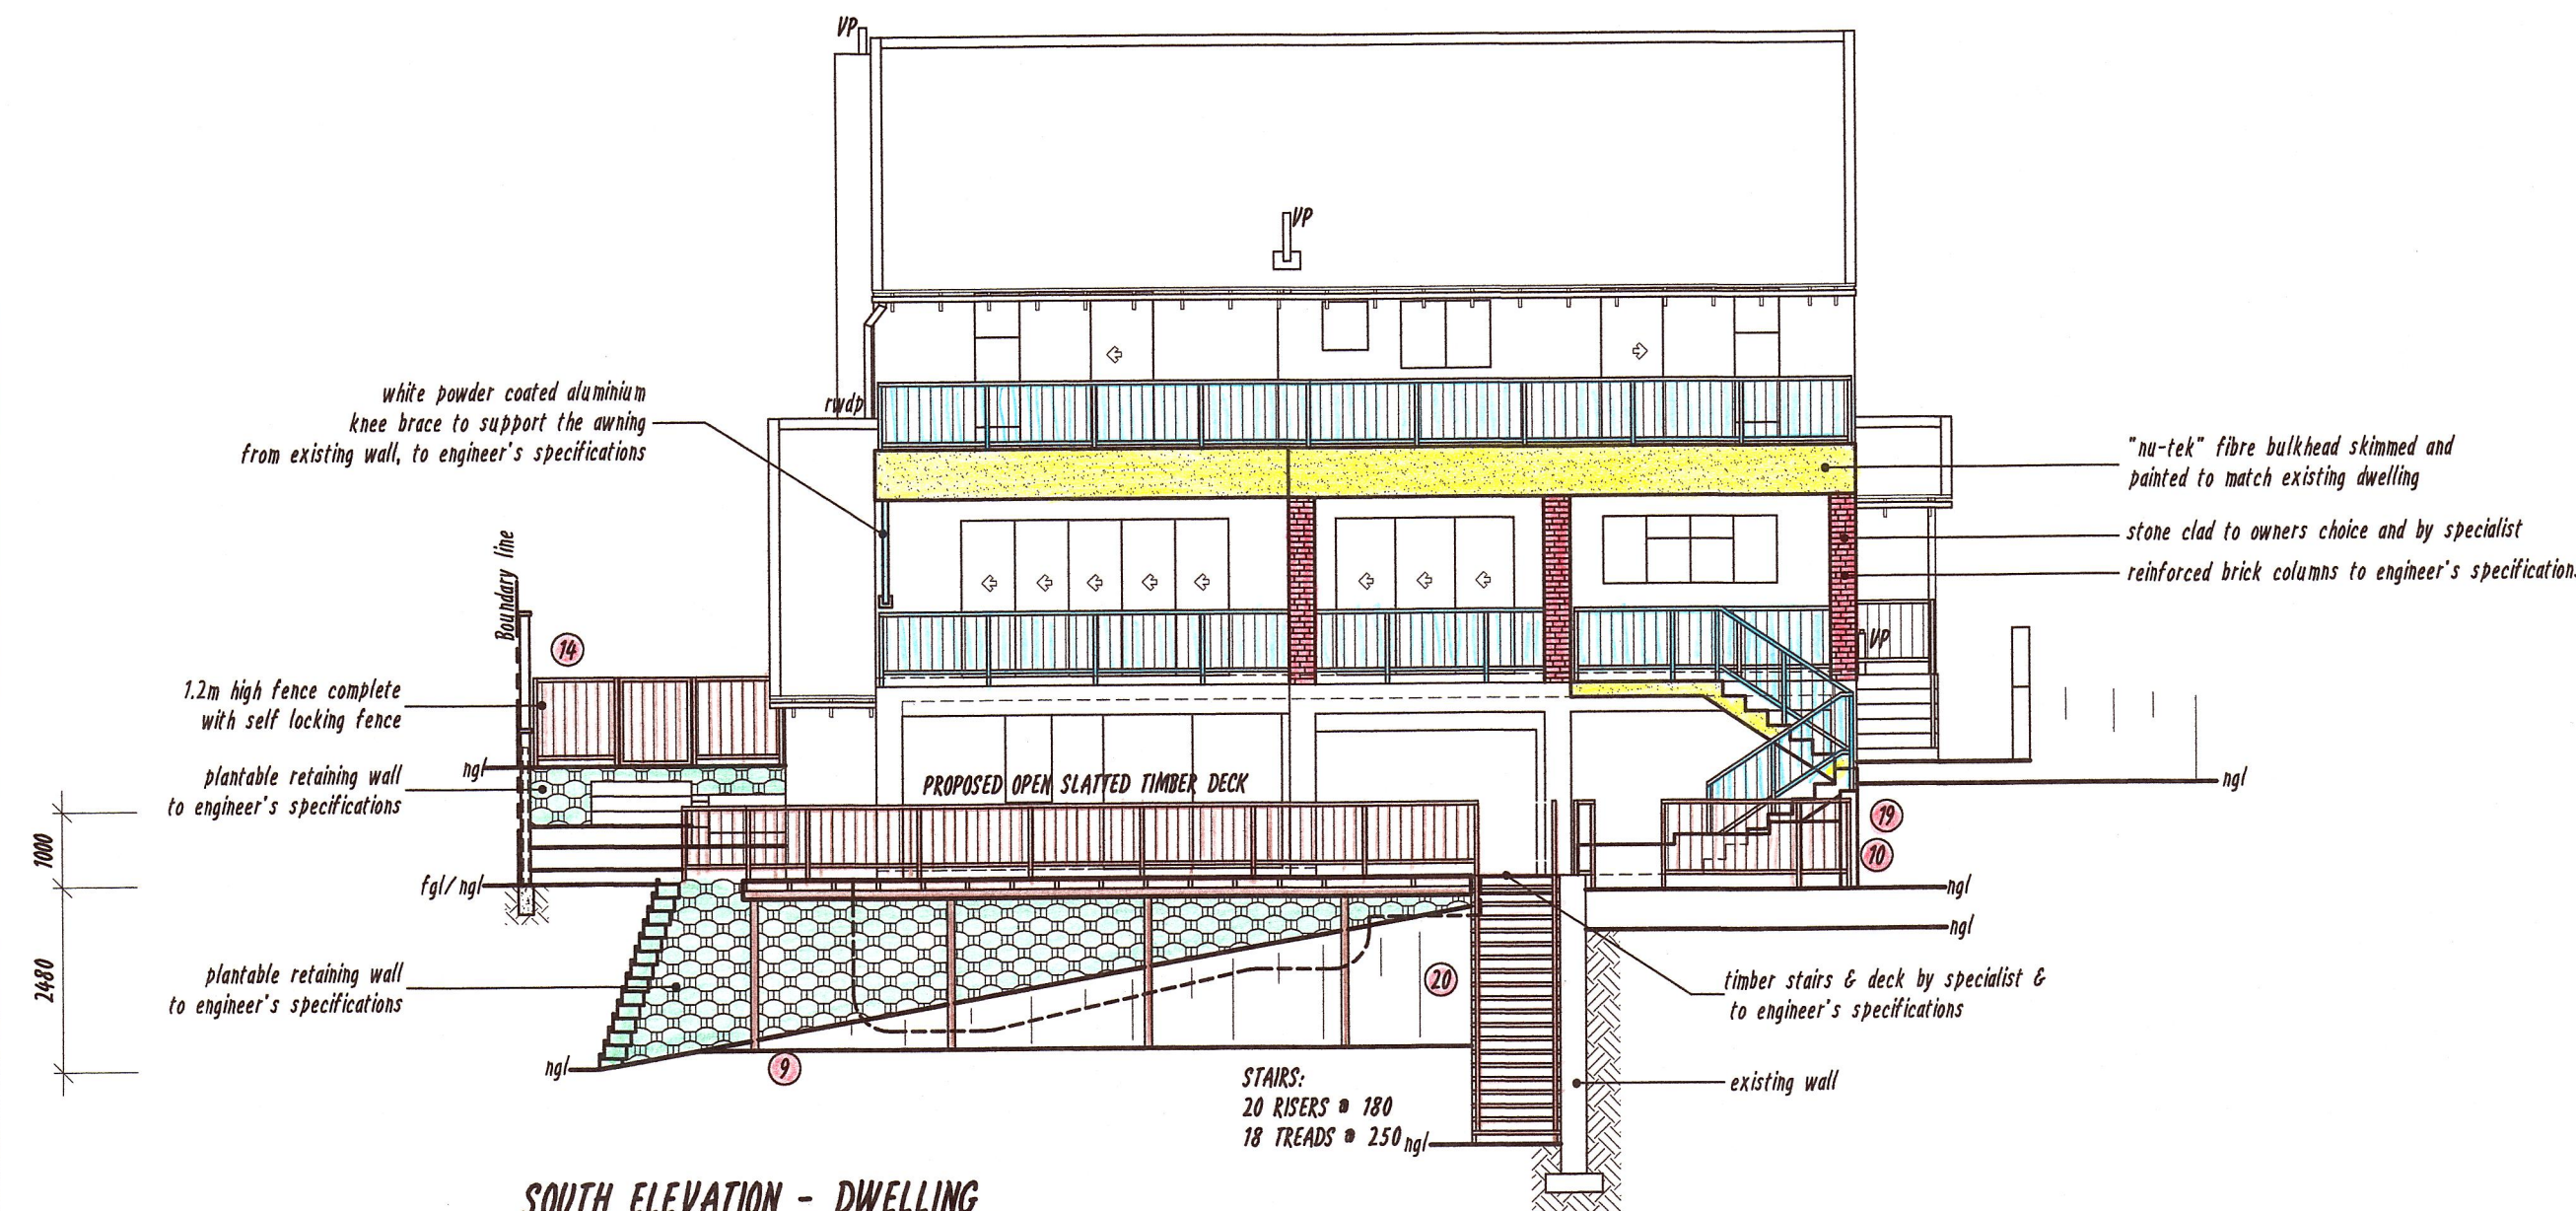 VP
VP
white powder coated aluminium
knee brace to support the awning
from existing wall, to engineer's specifications
rwdp
"nu-tek" fibre bulkhead skimmed and
painted to match existing dwelling
stone clad to owners choice and by specialist
reinforced brick columns to engineer's specifications
Boundary line
14
VP
1.2m high fence complete
with self locking fence
ngl
plantable retaining wall
to engineer's specifications
ngl
PROPOSED OPEN SLATTED TIMBER DECK
19
10
1000
fgl/ngl
ngl
ngl
2480
plantable retaining wall
to engineer's specifications
20
timber stairs & deck by specialist &
to engineer's specifications
ngl
9
STAIRS:
20 RISERS @ 180
18 TREADS @ 250
ngl
existing wall
SOUTH ELEVATION - DWELLING